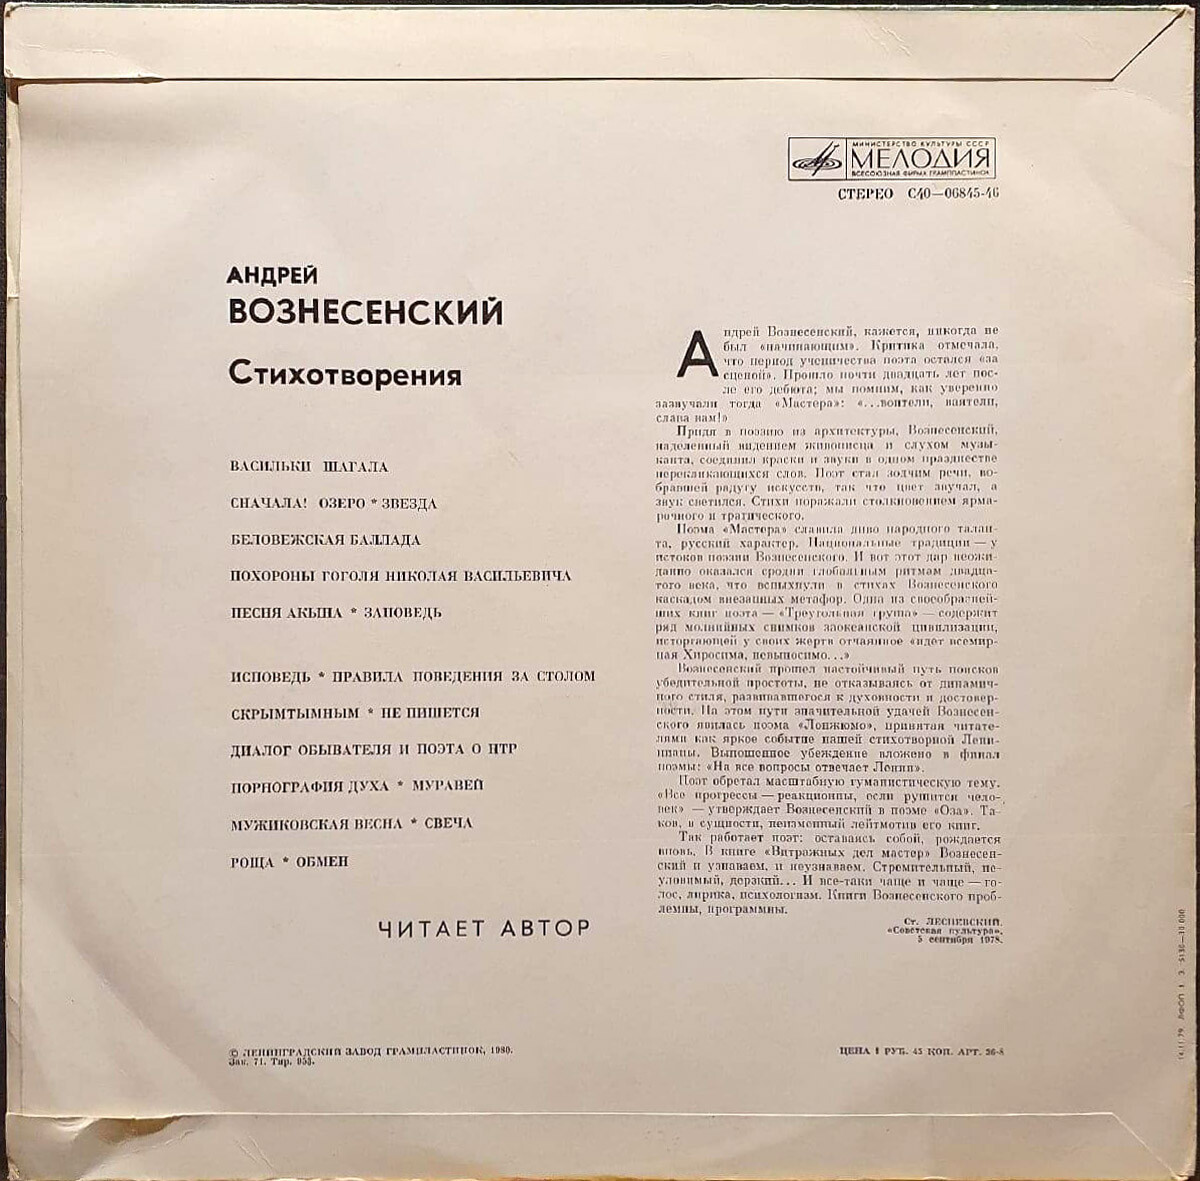 МИНИСТЕРСТВО КУЛЬТУРЫ СССР
МЕЛОДИЯ
ВСЕСОЮЗНАЯ ФИРМА ГРАМПЛАСТИНОК
СТЕРЕО С40—06845-46
АНДРЕЙ
ВОЗНЕСЕНСКИЙ
Стихотворения
ВАСИЛЬКИ ШАГАЛА
СНАЧАЛА! ОЗЕРО * ЗВЕЗДА
БЕЛОВЕЖСКАЯ БАЛЛАДА
ПОХОРОНЫ ГОГОЛЯ НИКОЛАЯ ВАСИЛЬЕВИЧА
ПЕСНЯ АКЫНА * ЗАПОВЕДЬ
ИСПОВЕДЬ * ПРАВИЛА ПОВЕДЕНИЯ ЗА СТОЛОМ
СКРЫМТЫМНЫМ * НЕ ПИШЕТСЯ
ДИАЛОГ ОБЫВАТЕЛЯ И ПОЭТА О НТР
ПОРНОГРАФИЯ ДУХА * МУРАВЕЙ
МУЖИКОВСКАЯ ВЕСНА * СВЕЧА
РОЩА * ОБМЕН
ЧИТАЕТ АВТОР
Андрей Вознесенский, кажется, никогда не
был «начинающим». Критика отмечала,
что период ученичества поэта остался «за
сценой». Прошло почти двадцать лет пос-
ле его дебюта; мы помним, как уверенно
зазвучали тогда «Мастера»: «...воители, ваятели,
слава вам!»
Придя в поэзию из архитектуры, Вознесенский,
наделенный видением живописца и слухом музы-
канта, соединил краски и звуки в одном празднестве
перекликающихся слов. Поэт стал зодчим речи, во-
бравшей радугу искусств, так что цвет звучал, а
звук светился. Стихи поражали столкновением ярма-
рочного и трагического.
Поэма «Мастера» славила диво народного талан-
та, русский характер. Национальные традиции — у
истоков поэзии Вознесенского. И вот этот дар неожи-
данно оказался сродни глобальным ритмам двадца-
того века, что вспыхнули в стихах Вознесенского
каскадом внезапных метафор. Одна из своеобразней-
ших книг поэта — «Треугольная груша» — содержит
ряд молнийных снимков заокеанской цивилизации,
исторгающей у своих жертв отчаянное «идет всемир-
ная Хиросима, невыносимо...»
Вознесенский прошел настойчивый путь поисков
убедительной простоты, не отказываясь от динамич-
ного стиля, развивавшегося к духовности и достовер-
ности. На этом пути значительной удачей Вознесен-
ского явилась поэма «Лонжюмо», принятая читате-
лями как яркое событие нашей стихотворной Лени-
нианы. Выношенное убеждение вложено в финал
поэмы: «На все вопросы отвечает Ленин».
Поэт обретал масштабную гуманистическую тему.
«Все прогрессы — реакционны, если рушится чело-
век» — утверждает Вознесенский в поэме «Оза». Та-
ков, в сущности, неизменный лейтмотив его книг.
Так работает поэт: оставаясь собой, рождается
вновь. В книге «Витражных дел мастер» Вознесен-
ский и узнаваем, и неузнаваем. Стремительный, не-
уловимый, дерзкий... И все-таки чаще и чаще — го-
лос, лирика, психологизм. Книги Вознесенского проб-
лемны, программны.
Ст. ЛЕСНЕВСКИЙ.
«Советская культура»,
5 сентября 1978.
© ЛЕНИНГРАДСКИЙ ЗАВОД ГРАМПЛАСТИНОК, 1980.
Зак. 71. Тир. 953.
ЦЕНА 1 РУБ. 45 КОП. АРТ. 36-8
14.11.79. ЛФОП 1. З. 5130—10 000